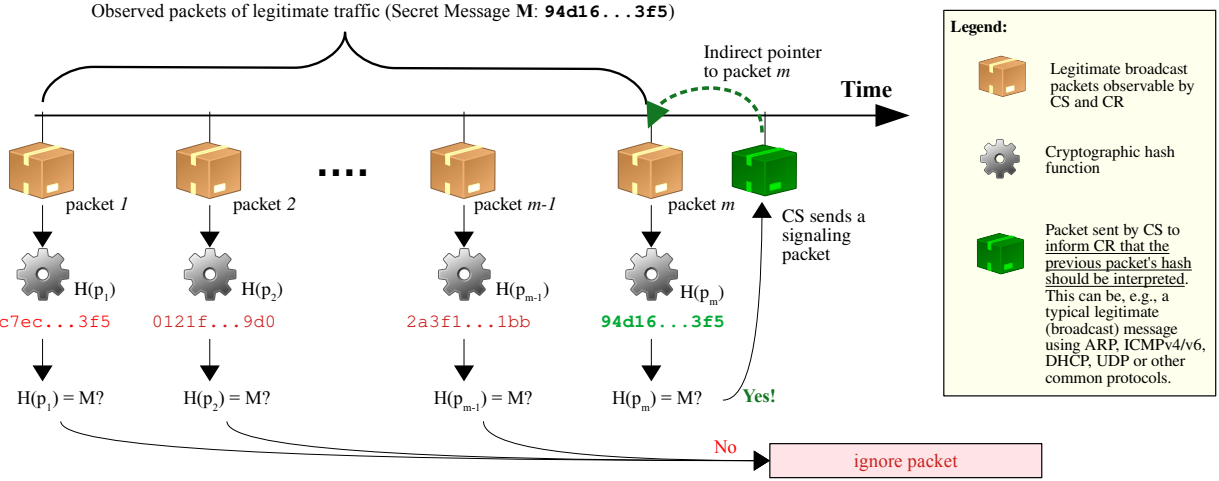 Observed packets of legitimate traffic (Secret Message M: 94d16...3f5)
Indirect pointer
to packet m
Time
packet 1
packet 2
....
packet m-1
packet m
CS sends a
signaling
packet
H(p1)
H(p2)
H(pm-1)
H(pm)
c7ec...3f5
0121f...9d0
2a3f1...1bb
94d16...3f5
H(p1) = M?
H(p2) = M?
H(pm-1) = M?
H(pm) = M?
Yes!
No
ignore packet
Legend:
Legitimate broadcast
packets observable by
CS and CR
Cryptographic hash
function
Packet sent by CS to
inform CR that the
previous packet's hash
should be interpreted.
This can be, e.g., a
typical legitimate
(broadcast) message
using ARP, ICMPv4/v6,
DHCP, UDP or other
common protocols.